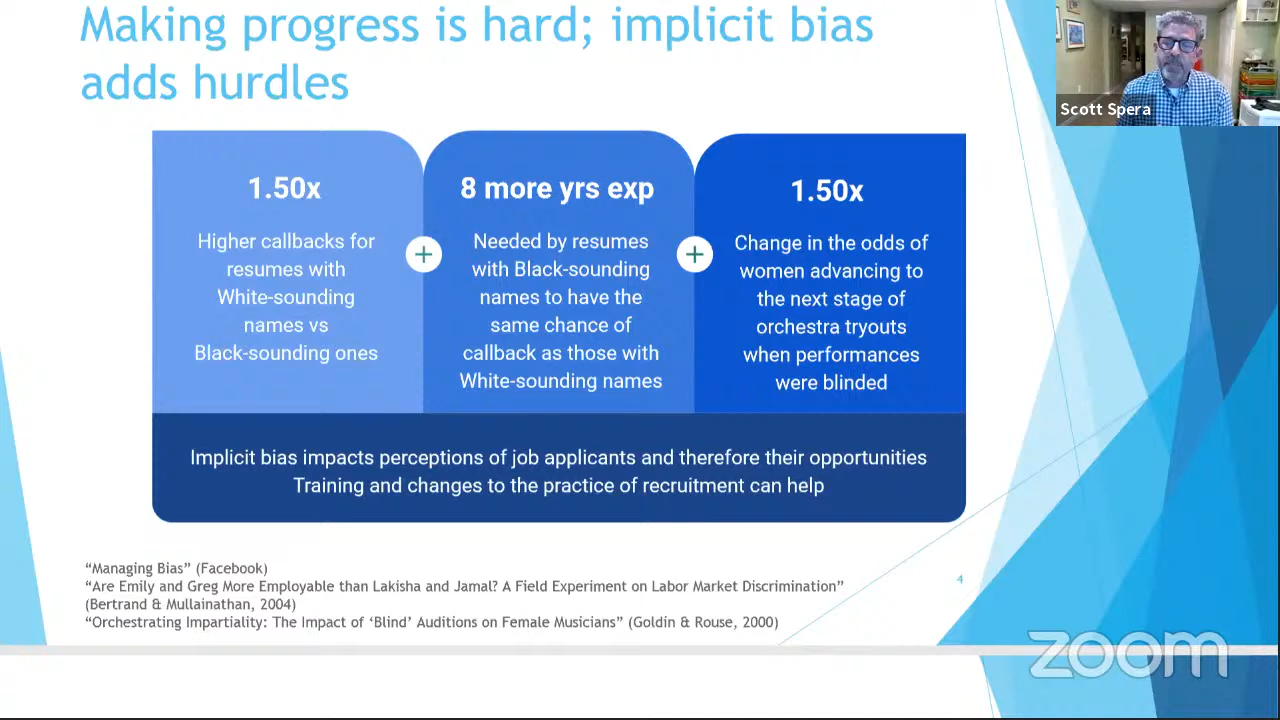 Making progress is hard; implicit bias
adds hurdles
Scott Spera
1.50x
Higher callbacks for
resumes with
White-sounding
names vs
Black-sounding ones
+
8 more yrs exp
Needed by resumes
with Black-sounding
names to have the
same chance of
callback as those with
White-sounding names
+
1.50x
Change in the odds of
women advancing to
the next stage of
orchestra tryouts
when performances
were blinded
Implicit bias impacts perceptions of job applicants and therefore their opportunities
Training and changes to the practice of recruitment can help
“Managing Bias” (Facebook)
“Are Emily and Greg More Employable than Lakisha and Jamal? A Field Experiment on Labor Market Discrimination”
(Bertrand & Mullainathan, 2004)
“Orchestrating Impartiality: The Impact of ‘Blind’ Auditions on Female Musicians” (Goldin & Rouse, 2000)
4
zoom